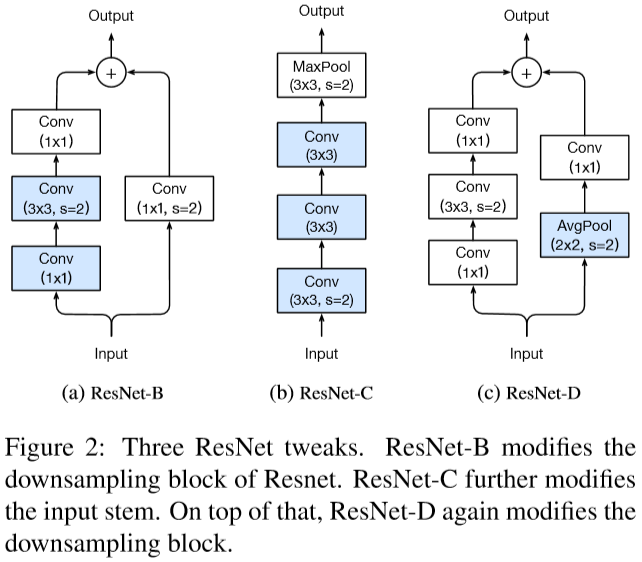 Output
+
Conv
(1x1)
Conv
(3x3, s=2)
Conv
(1x1)
Conv
(1x1, s=2)
Input
(a) ResNet-B
Output
MaxPool
(3x3, s=2)
Conv
(3x3)
Conv
(3x3)
Conv
(3x3, s=2)
Input
(b) ResNet-C
Output
+
Conv
(1x1)
Conv
(3x3, s=2)
Conv
(1x1)
Conv
(1x1)
AvgPool
(2x2, s=2)
Input
(c) ResNet-D
Figure 2: Three ResNet tweaks. ResNet-B modifies the
downsampling block of Resnet. ResNet-C further modifies
the input stem. On top of that, ResNet-D again modifies the
downsampling block.